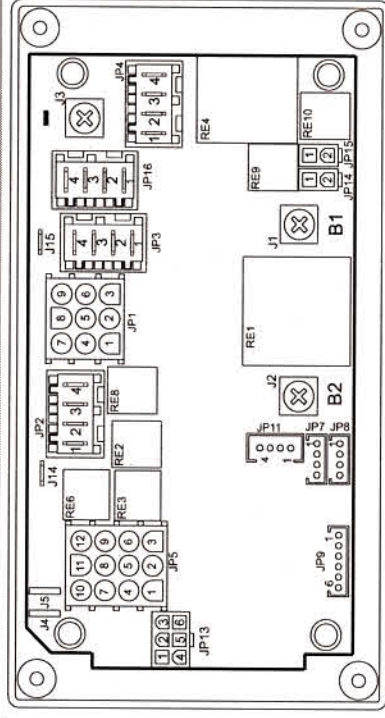 J3
JP4
1 2 3 4
RE4
RE10
JP16
4 3 2 1
RE9
1 2
JP15
1 2
JP14
J15
JP3
4 3 2 1
J1
B1
9 6 3
8 5 2
7 4 1
JP1
RE1
JP2
1 2 3 4
RE8
J2
B2
RE2
J14
RE6
RE3
JP11
4 1
JP7
1
JP8
1
12 9 6 3
11 8 5 2
10 7 4 1
JP5
JP9
6 1
J5
J4
1 2 3
4 5 6
JP13